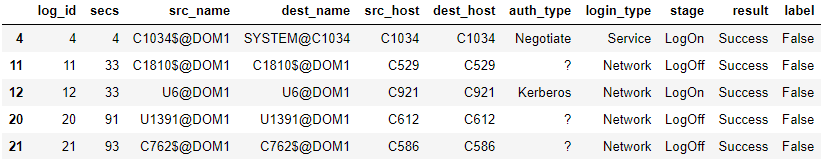 log_id secs src_name dest_name src_host dest_host auth_type login_type stage result label
4 4 4 C1034$@DOM1 SYSTEM@C1034 C1034 C1034 Negotiate Service LogOn Success False
11 11 33 C1810$@DOM1 C1810$@DOM1 C529 C529 ? Network LogOff Success False
12 12 33 U6@DOM1 U6@DOM1 C921 C921 Kerberos Network LogOn Success False
20 20 91 U1391@DOM1 U1391@DOM1 C612 C612 ? Network LogOff Success False
21 21 93 C762$@DOM1 C762$@DOM1 C586 C586 ? Network LogOff Success False